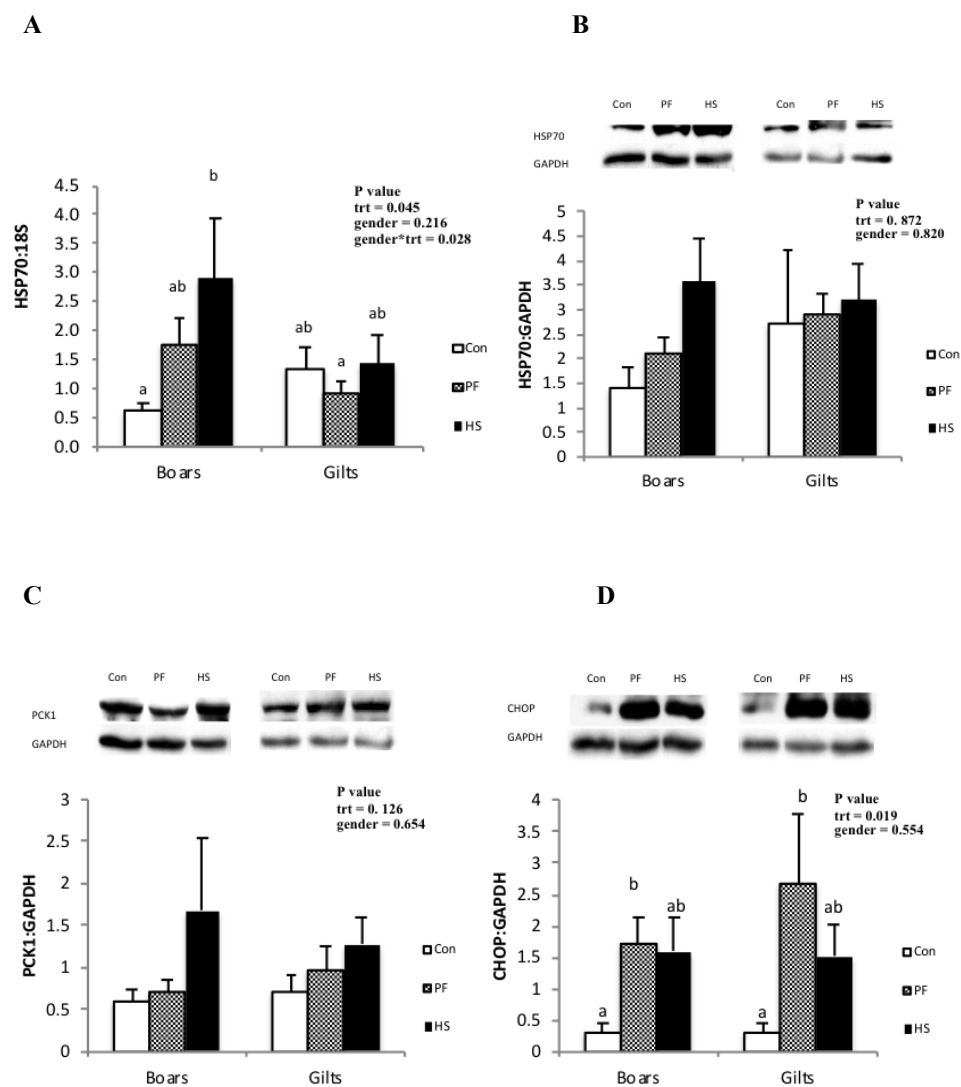 A
HSP70:18S
4.5
4.0
3.5
3.0
2.5
2.0
1.5
1.0
0.5
0.0
a
ab
b
ab
a
ab
P value
trt = 0.045
gender = 0.216
gender*trt = 0.028
Con
PF
HS
Boars
Gilts
B
Con PF HS Con PF HS
HSP70
GAPDH
HSP70:GAPDH
5
4.5
4
3.5
3
2.5
2
1.5
1
0.5
0
P value
trt = 0. 872
gender = 0.820
Con
PF
HS
Boars
Gilts
C
Con PF HS Con PF HS
PCK1
GAPDH
PCK1:GAPDH
3
2.5
2
1.5
1
0.5
0
P value
trt = 0. 126
gender = 0.654
Con
PF
HS
Boars
Gilts
D
Con PF HS Con PF HS
CHOP
GAPDH
CHOP:GAPDH
4
3.5
3
2.5
2
1.5
1
0.5
0
a
b
ab
a
b
ab
P value
trt = 0.019
gender = 0.554
Con
PF
HS
Boars
Gilts